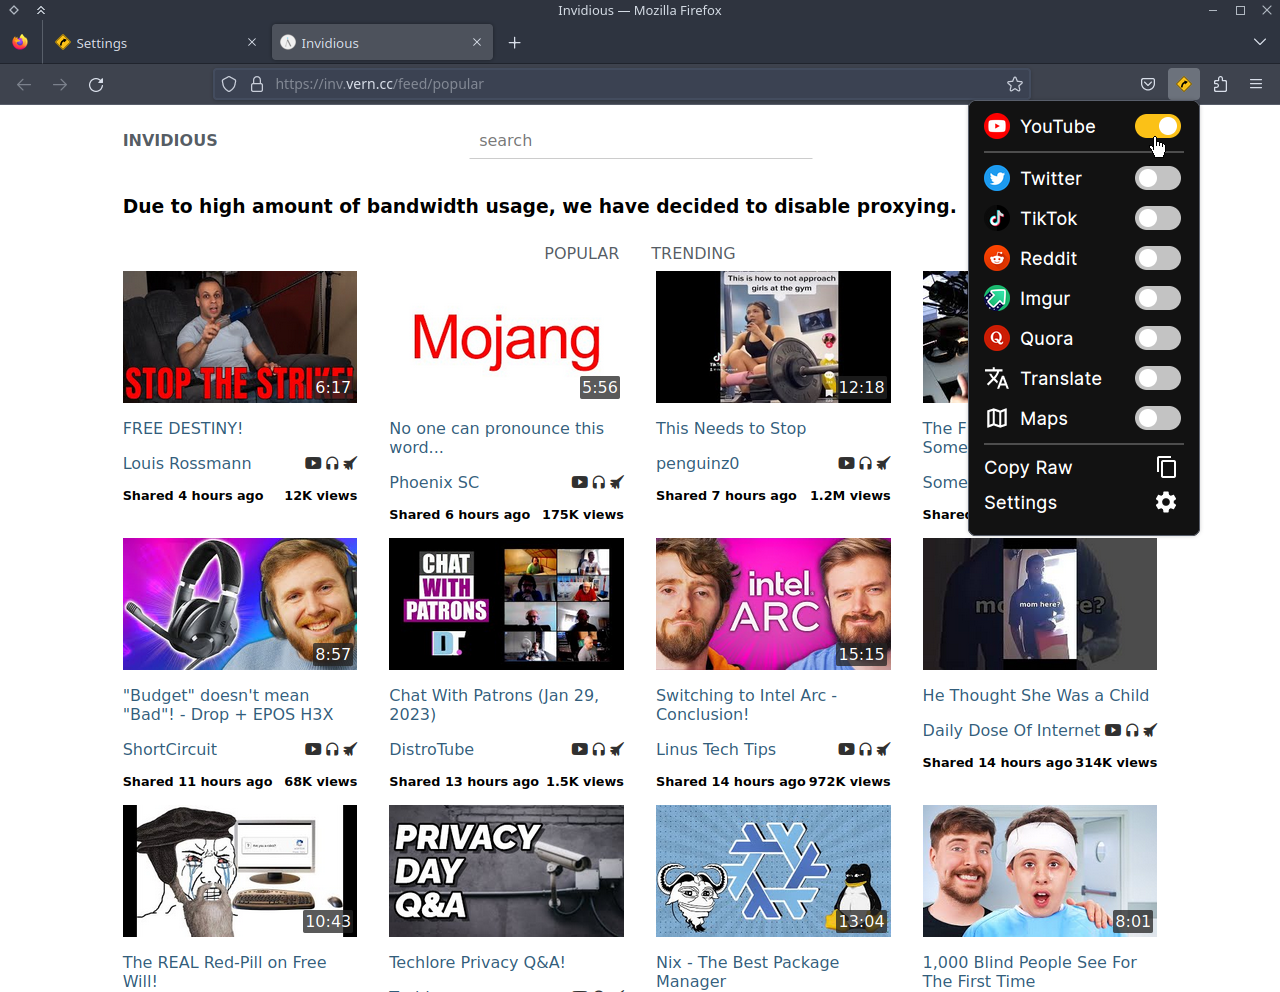 Invidious — Mozilla Firefox
Settings
Invidious
https://inv.vern.cc/feed/popular
INVIDIOUS
search
Due to high amount of bandwidth usage, we have decided to disable proxying.
POPULAR TRENDING
YouTube
Twitter
TikTok
Reddit
Imgur
Quora
Translate
Maps
Copy Raw
Settings
STOP THE STRIKE!
6:17
FREE DESTINY!
Louis Rossmann
Shared 4 hours ago 12K views
Mojang
5:56
No one can pronounce this
word...
Phoenix SC
Shared 6 hours ago 175K views
This is how to not approach
girls at the gym
TikTok
12:18
This Needs to Stop
penguinz0
Shared 7 hours ago 1.2M views
The F
Some
Some
Shared
8:57
"Budget" doesn't mean
"Bad"! - Drop + EPOS H3X
ShortCircuit
Shared 11 hours ago 68K views
CHAT
WITH
PATRONS
DT.
Chat With Patrons (Jan 29,
2023)
DistroTube
Shared 13 hours ago 1.5K views
intel
ARC
15:15
Switching to Intel Arc -
Conclusion!
Linus Tech Tips
Shared 14 hours ago 972K views
mom here?
He Thought She Was a Child
Daily Dose Of Internet
Shared 14 hours ago 314K views
Are you a robot?
10:43
The REAL Red-Pill on Free
Will!
PRIVACY
DAY
Q&A
Techlore Privacy Q&A!
13:04
Nix - The Best Package
Manager
8:01
1,000 Blind People See For
The First Time